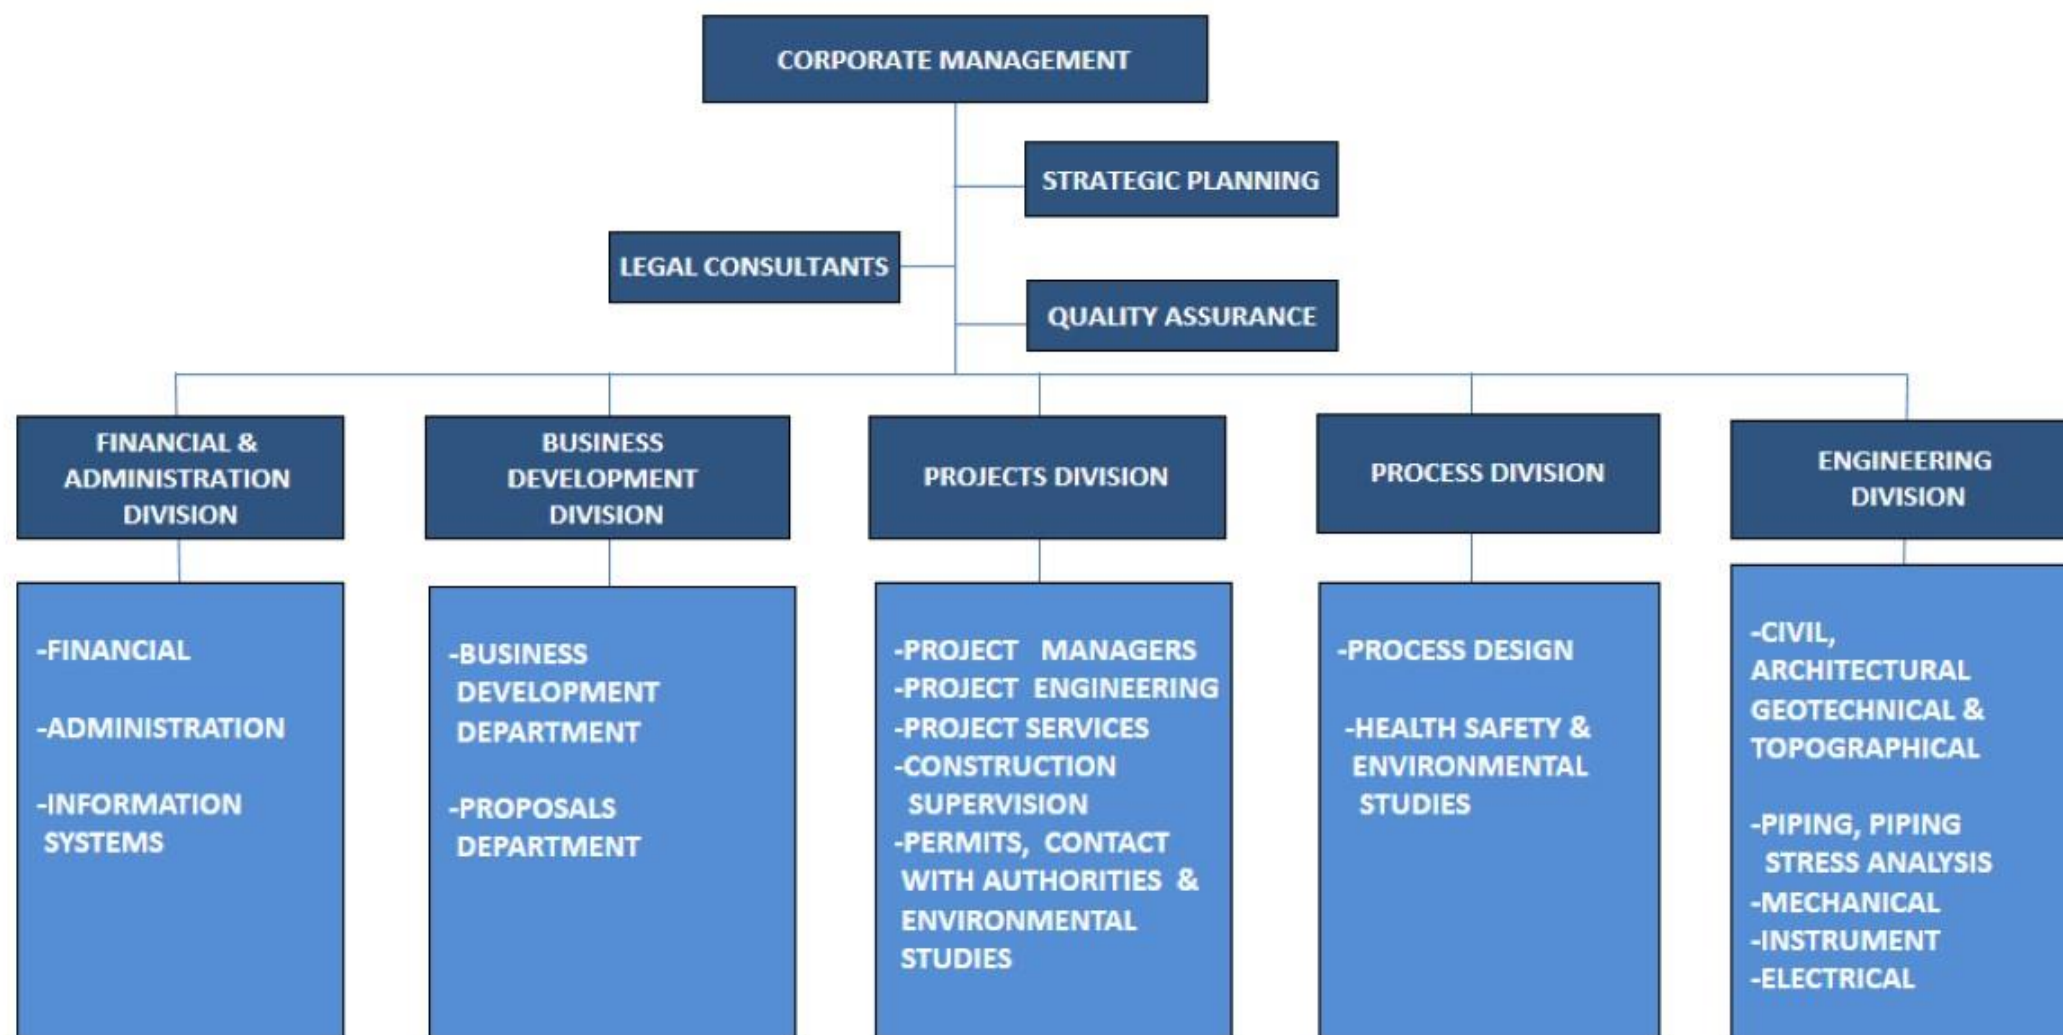 CORPORATE MANAGEMENT
STRATEGIC PLANNING
LEGAL CONSULTANTS
QUALITY ASSURANCE
FINANCIAL &
ADMINISTRATION
DIVISION
BUSINESS
DEVELOPMENT
DIVISION
PROJECTS DIVISION
PROCESS DIVISION
ENGINEERING
DIVISION
-FINANCIAL
-ADMINISTRATION
-INFORMATION
SYSTEMS
-BUSINESS
DEVELOPMENT
DEPARTMENT
-PROPOSALS
DEPARTMENT
-PROJECT MANAGERS
-PROJECT ENGINEERING
-PROJECT SERVICES
-CONSTRUCTION
SUPERVISION
-PERMITS, CONTACT
WITH AUTHORITIES &
ENVIRONMENTAL
STUDIES
-PROCESS DESIGN
-HEALTH SAFETY &
ENVIRONMENTAL
STUDIES
-CIVIL,
ARCHITECTURAL
GEOTECHNICAL &
TOPOGRAPHICAL
-PIPING, PIPING
STRESS ANALYSIS
-MECHANICAL
-INSTRUMENT
-ELECTRICAL